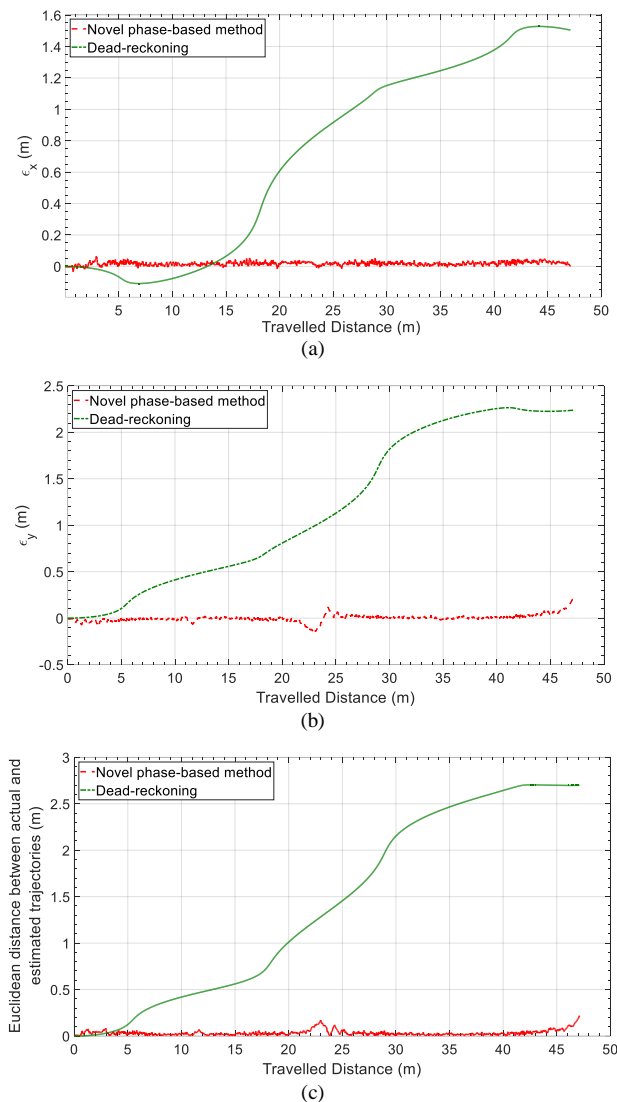 1.6
Novel phase-based method
Dead-reckoning
1.4
1.2
1
0.8
0.6
0.4
0.2
0
ϵx (m)
5 10 15 20 25 30 35 40 45 50
Travelled Distance (m)
(a)
2.5
Novel phase-based method
Dead-reckoning
2
1.5
1
0.5
0
-0.5
ϵy (m)
0 5 10 15 20 25 30 35 40 45 50
Travelled Distance (m)
(b)
3
Novel phase-based method
Dead-reckoning
2.5
2
1.5
1
0.5
0
Euclidean distance between actual and
estimated trajectories (m)
0 5 10 15 20 25 30 35 40 45 50
Travelled Distance (m)
(c)